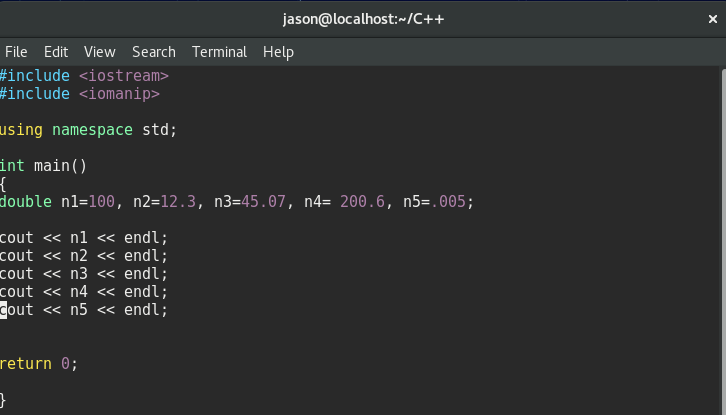 jason@localhost:~/C++
File Edit View Search Terminal Help
#include <iostream>
#include <iomanip>
using namespace std;
int main()
{
double n1=100, n2=12.3, n3=45.07, n4= 200.6, n5=.005;
cout << n1 << endl;
cout << n2 << endl;
cout << n3 << endl;
cout << n4 << endl;
cout << n5 << endl;
return 0;
}